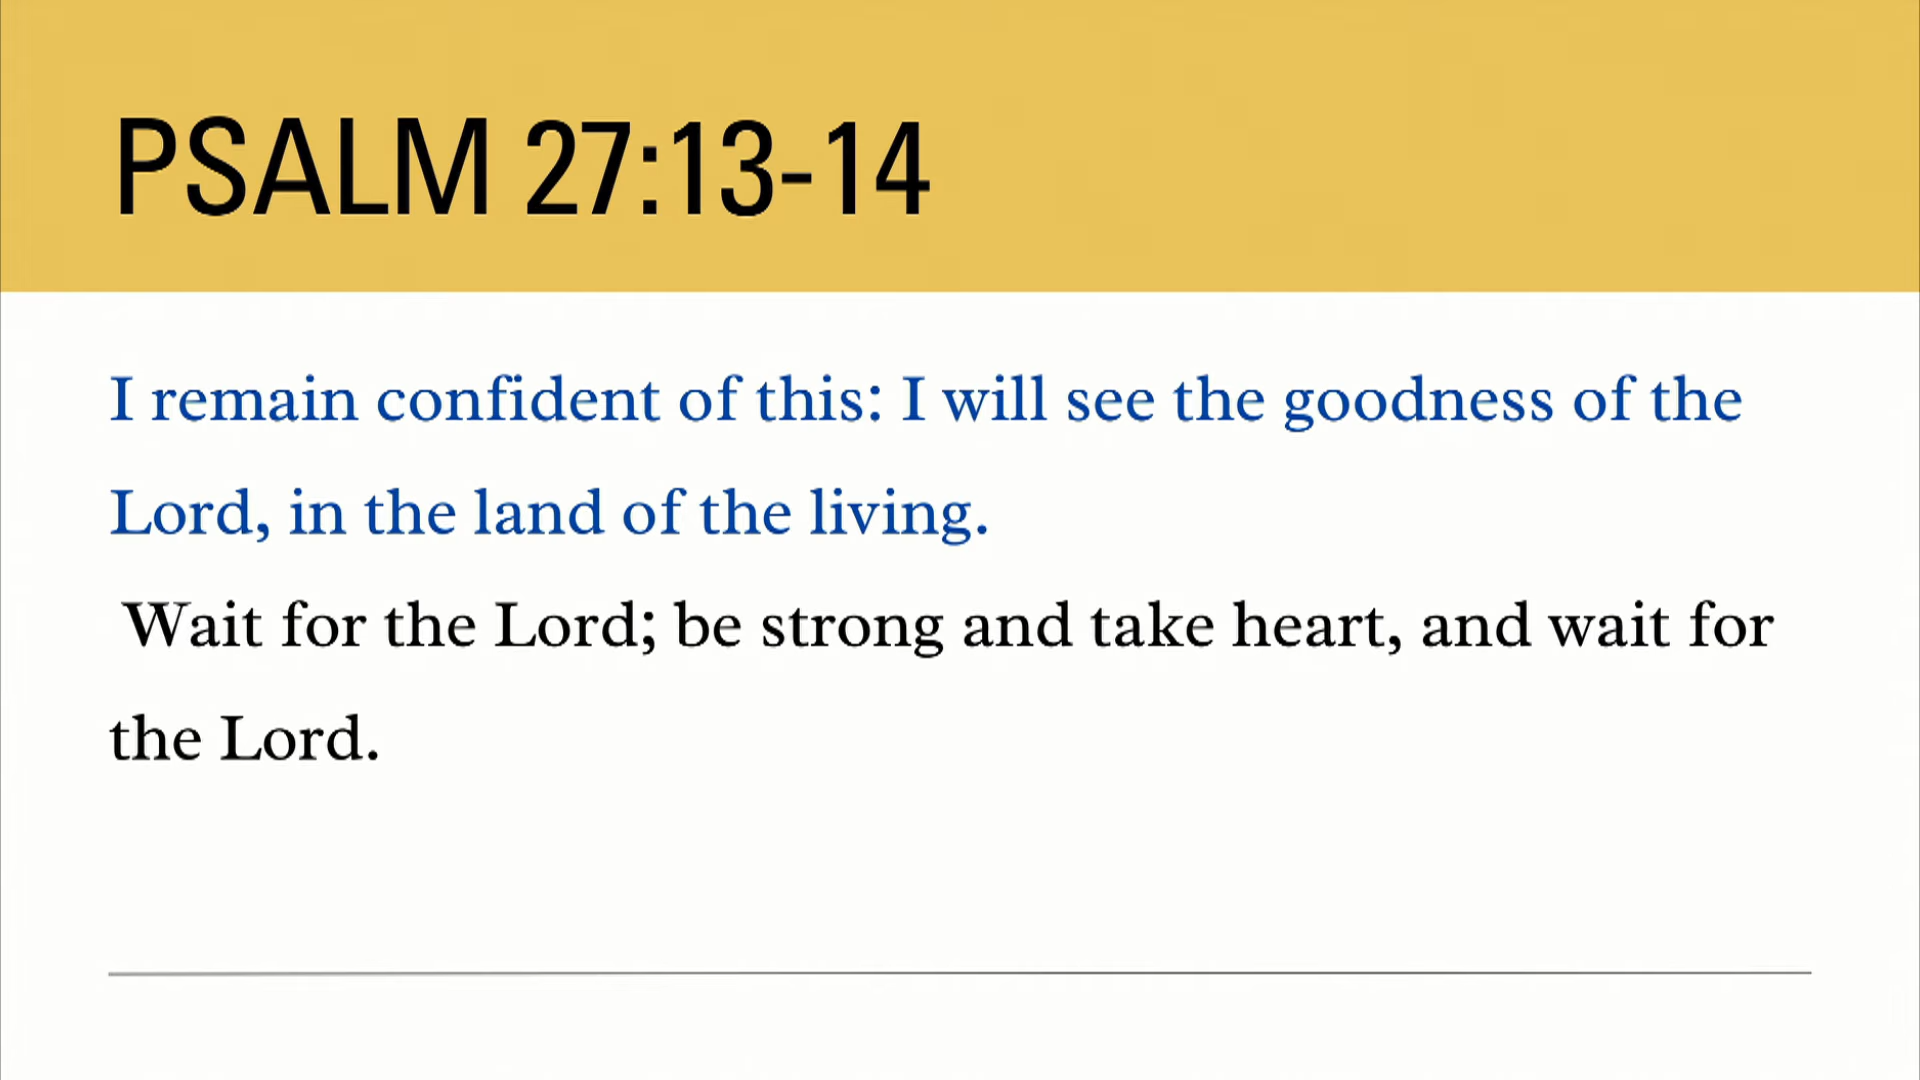 PSALM 27:13-14
I remain confident of this: I will see the goodness of the
Lord, in the land of the living.
Wait for the Lord; be strong and take heart, and wait for
the Lord.